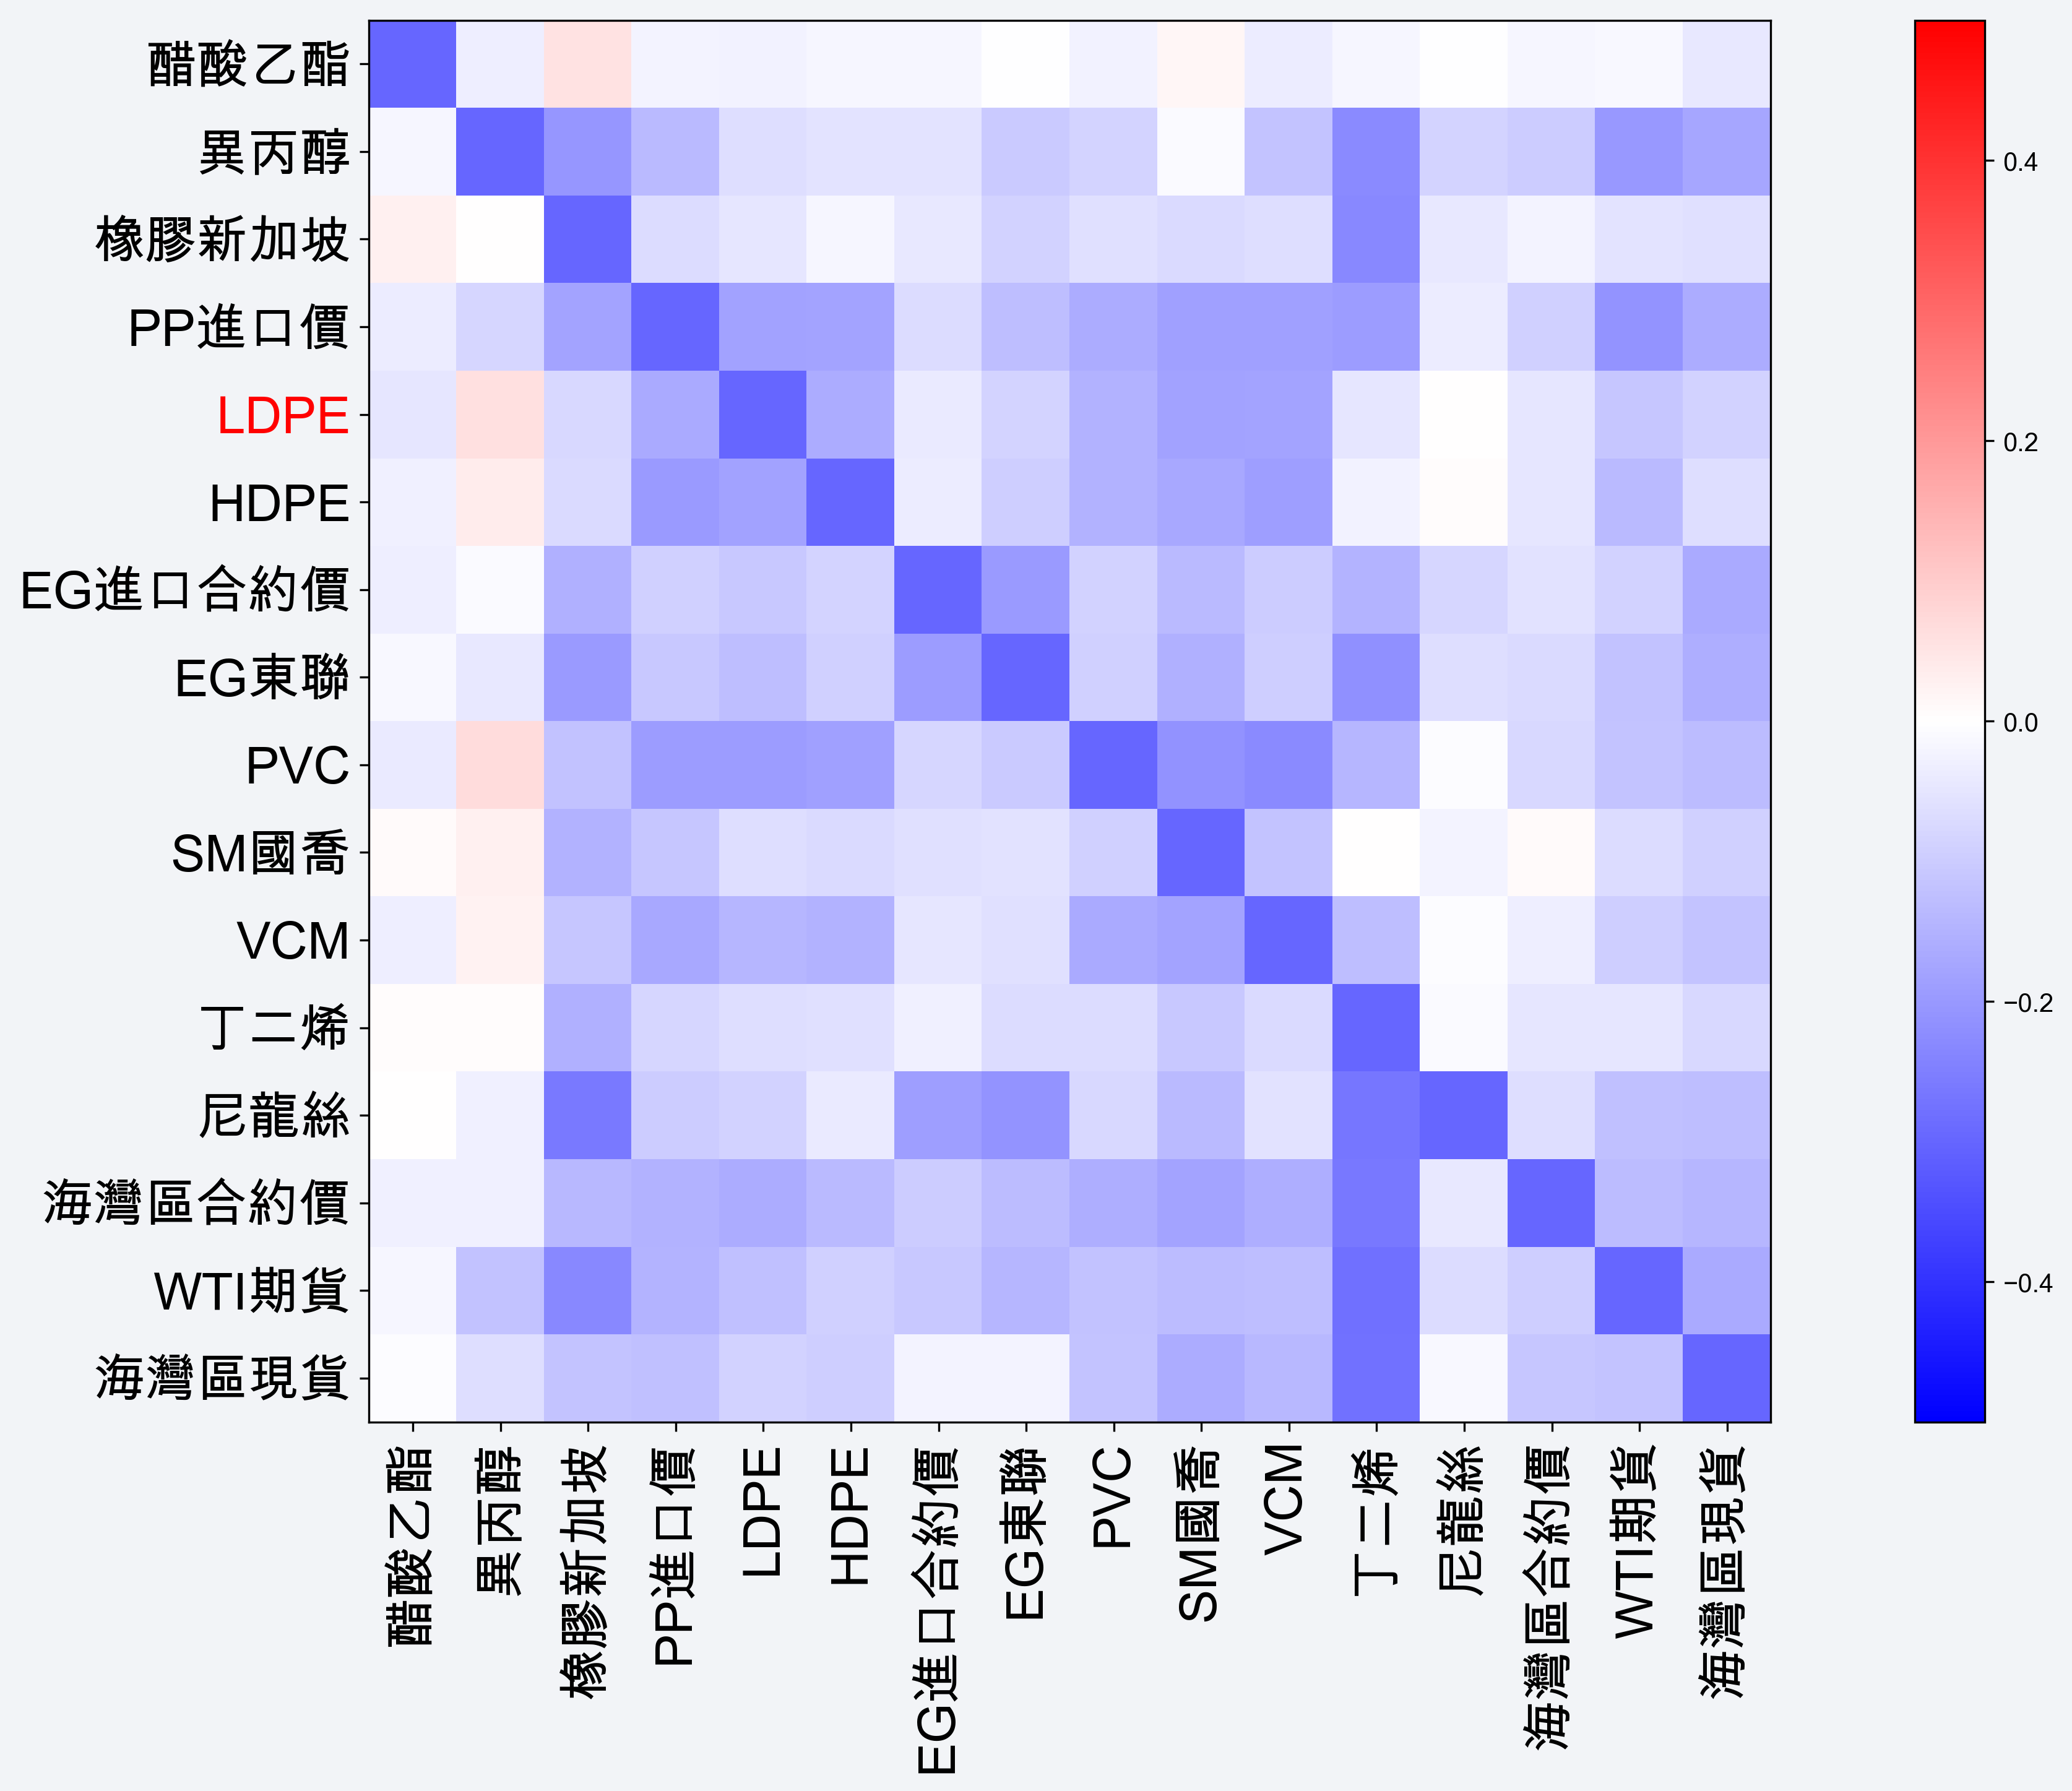 醋酸乙酯
異丙醇
橡膠新加坡
PP進口價
LDPE
HDPE
EG進口合約價
EG東聯
PVC
SM國喬
VCM
丁二烯
尼龍絲
海灣區合約價
WTI期貨
海灣區現貨
醋酸乙酯
異丙醇
橡膠新加坡
PP進口價
LDPE
HDPE
EG進口合約價
EG東聯
PVC
SM國喬
VCM
丁二烯
尼龍絲
海灣區合約價
WTI期貨
海灣區現貨
0.4
0.2
0.0
−0.2
−0.4